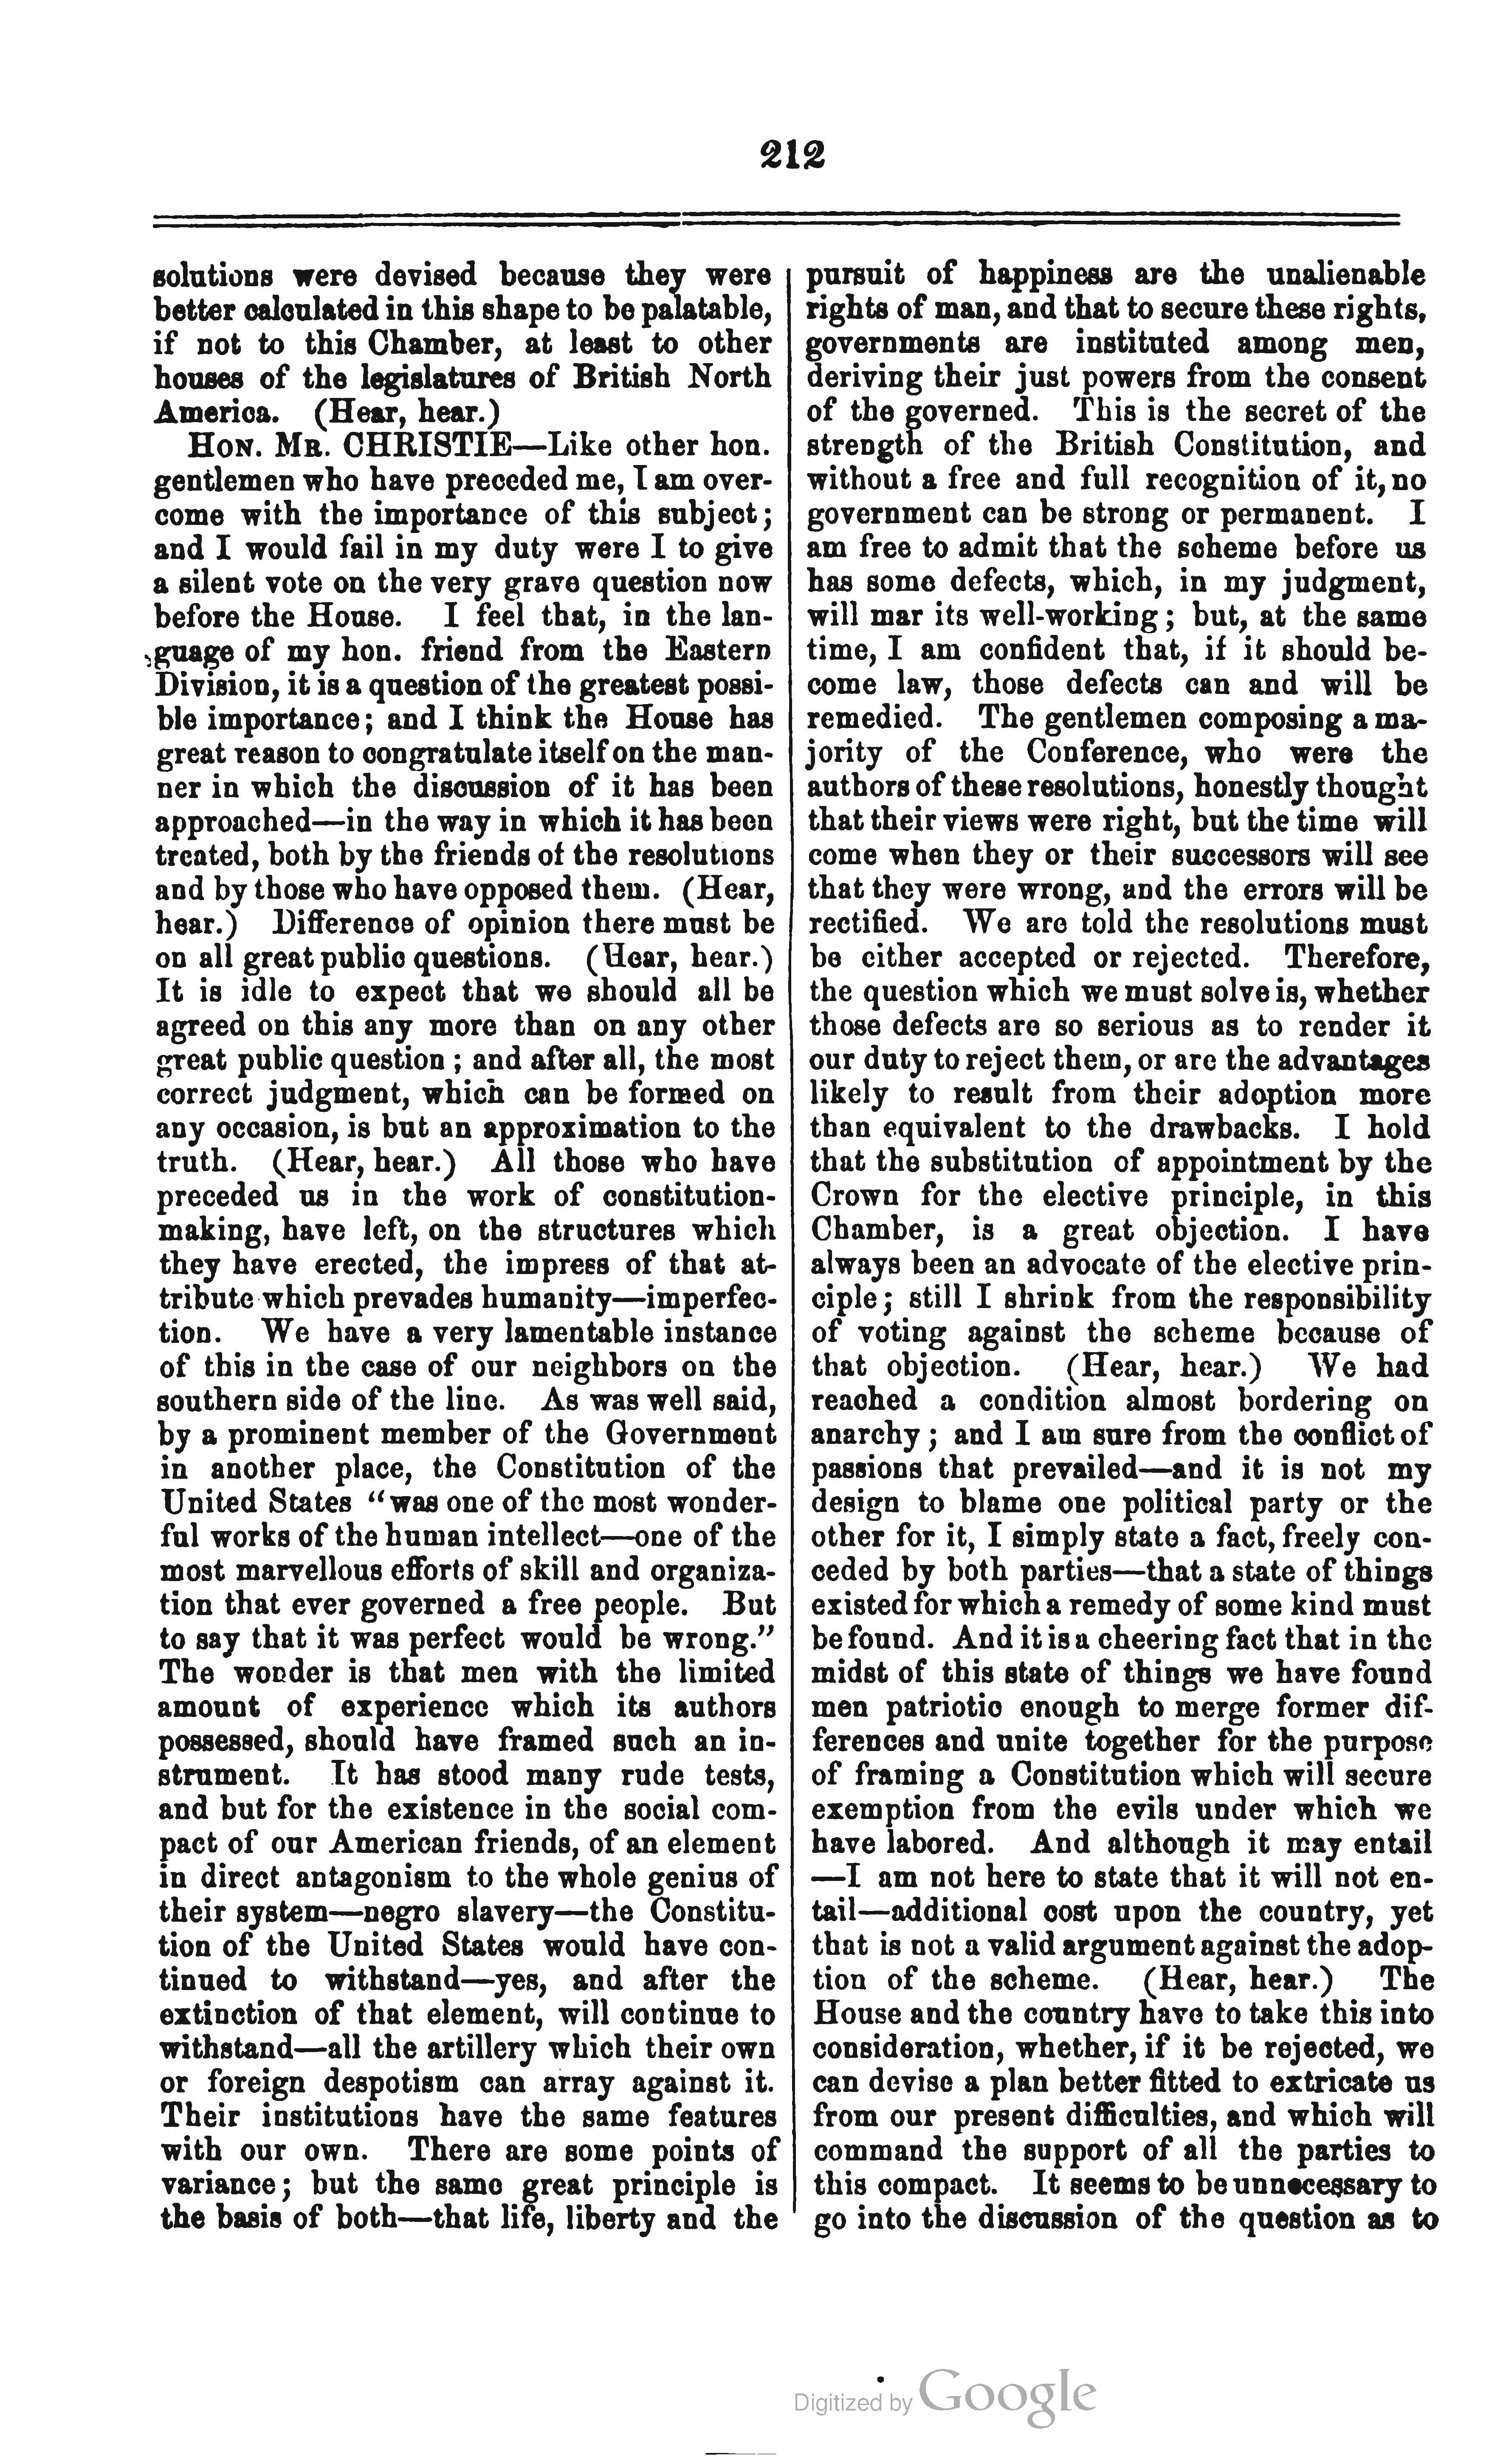 212
solutions were devised because they were
better calculated in this shape to be palatable,
if not to this Chamber, at least to other
houses of the legislatures of British North
America. (Hear, hear.)
HON. MR. CHRISTIE—Like other hon.
gentlemen who have preceded me, I am over-
come with the importance of this subject;
and I would fail in my duty were I to give
a silent vote on the very grave question now
before the House. I feel that, in the lan-
guage of my hon. friend from the Eastern
Division, it is a question of the greatest possi-
ble importance; and I think the House has
great reason to congratulate itself on the man-
ner in which the discussion of it has been
approached—in the way in which it has been
treated, both by the friends of the resolutions
and by those who have opposed them. (Hear,
hear.) Difference of opinion there must be
on all great public questions. (Hear, hear.)
It is idle to expect that we should all be
agreed on this any more than on any other
great public question; and after all, the most
correct judgment, which can be formed on
any occasion, is but an approximation to the
truth. (Hear, hear.) All those who have
preceded us in the work of constitution-
making, have left, on the structures which
they have erected, the impress of that at-
tribute which prevades humanity—imperfec-
tion. We have a very lamentable instance
of this in the case of our neighbors on the
southern side of the line. As was well said,
by a prominent member of the Government
in another place, the Constitution of the
United States "was one of the most wonder-
ful works of the human intellect—one of the
most marvellous efforts of skill and organiza-
tion that ever governed a free people. But
to say that it was perfect would be wrong."
The wonder is that men with the limited
amount of experience which its authors
possessed, should have framed such an in-
strument. It has stood many rude tests,
and but for the existence in the social com-
pact of our American friends, of an element
in direct antagonism to the whole genius of
their system—negro slavery—the Constitu-
tion of the United States would have con-
tinued to withstand—yes, and after the
extinction of that element, will continue to
withstand—all the artillery which their own
or foreign despotism can array against it.
Their institutions have the same features
with our own. There are some points of
variance; but the same great principle is
the basis of both—that life, liberty and the
pursuit of happiness are the unalienable
rights of man, and that to secure these rights,
governments are instituted among men,
deriving their just powers from the consent
of the governed. This is the secret of the
strength of the British Constitution, and
without a free and full recognition of it, no
government can be strong or permanent. I
am free to admit that the scheme before us
has some defects, which, in my judgment,
will mar its well-working; but, at the same
time, I am confident that, if it should be-
come law, those defects can and will be
remedied. The gentlemen composing a ma-
jority of the Conference, who were the
authors of these resolutions, honestly thought
that their views were right, but the time will
come when they or their successors will see
that they were wrong, and the errors will be
rectified. We are told the resolutions must
be either accepted or rejected. Therefore,
the question which we must solve is, whether
those defects are so serious as to render it
our duty to reject them, or are the advantages
likely to result from their adoption more
than equivalent to the drawbacks. I hold
that the substitution of appointment by the
Crown for the elective principle, in this
Chamber, is a great objection. I have
always been an advocate of the elective prin-
ciple; still I shrink from the responsibility
of voting against the scheme because of
that objection. (Hear, hear.) We had
reached a condition almost bordering on
anarchy; and I am sure from the conflict of
passions that prevailed—and it is not my
design to blame one political party or the
other for it, I simply state a fact, freely con-
ceded by both parties—that a state of things
existed for which a remedy of some kind must
be found. And it is a cheering fact that in the
midst of this state of things we have found
men patriotic enough to merge former dif-
ferences and unite together for the purpose
of framing a Constitution which will secure
exemption from the evils under which we
have labored. And although it may entail
—I am not here to state that it will not en-
tail—additional cost upon the country, yet
that is not a valid argument against the adop-
tion of the scheme. (Hear, hear.) The
House and the country have to take this into
consideration, whether, if it be rejected, we
can devise a plan better fitted to extricate us
from our present difficulties, and which will
command the support of all the parties to
this compact. It seems to be unnecessary to
go into the discussion of the question as to
Digitized by Google